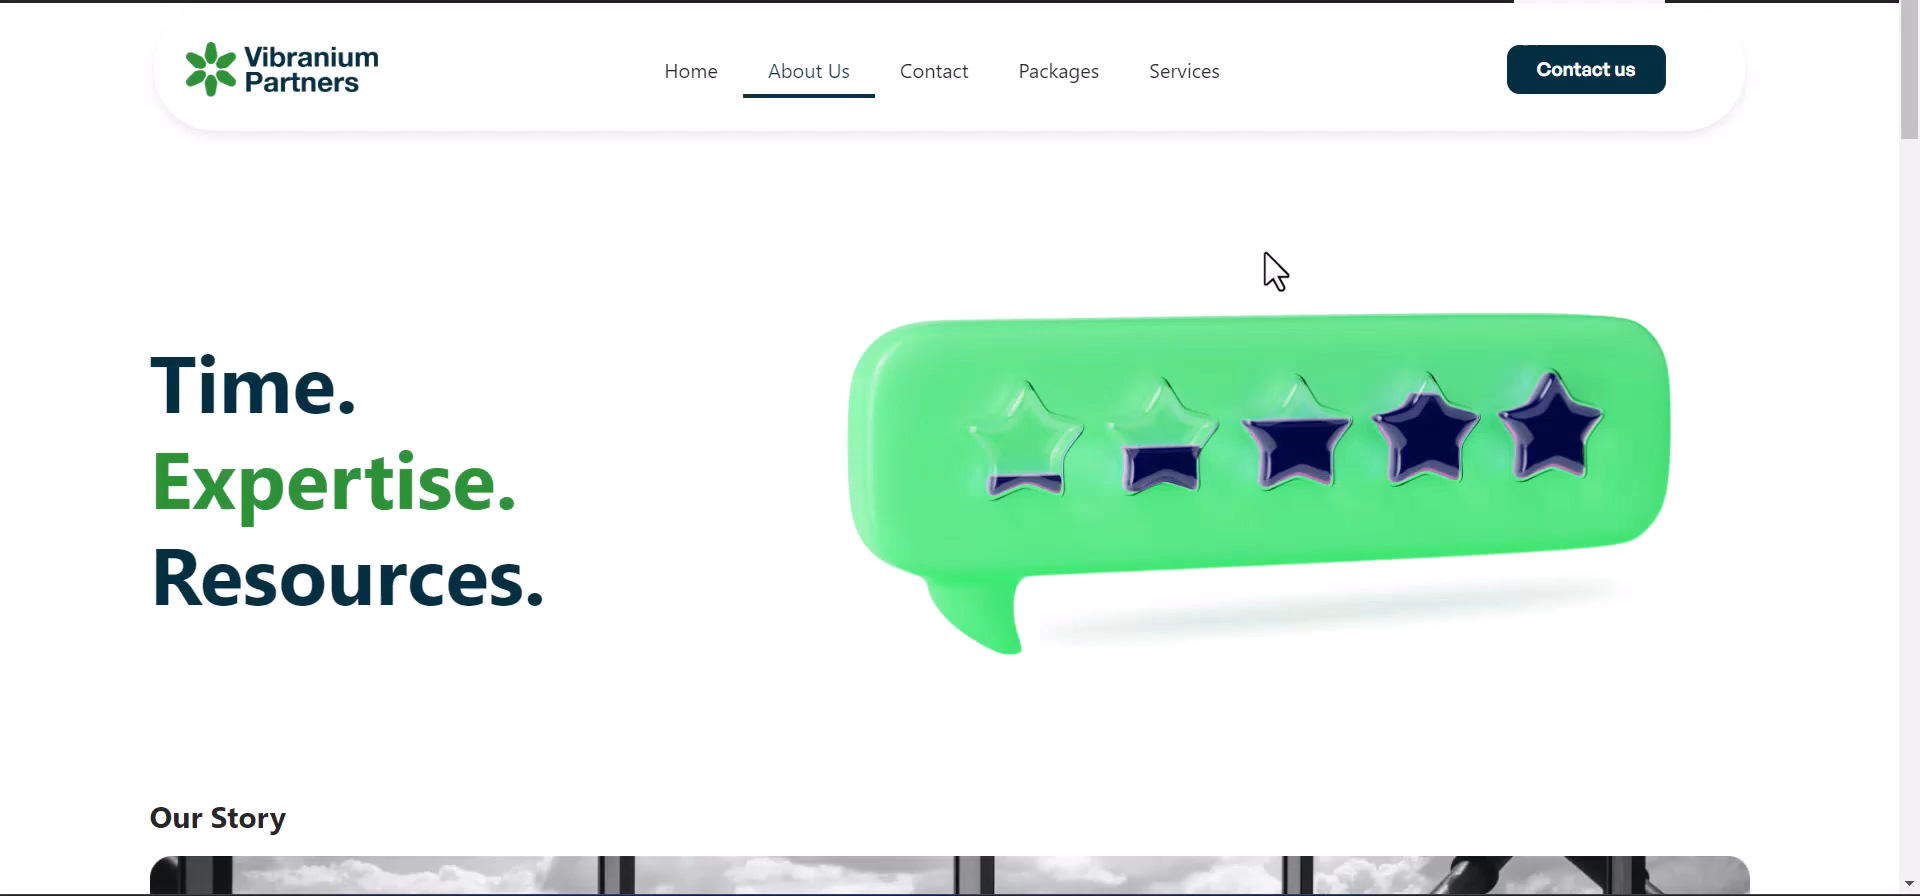 Vibranium
Partners
Home
About Us
Contact
Packages
Services
Contact us
Time.
Expertise.
Resources.
Our Story